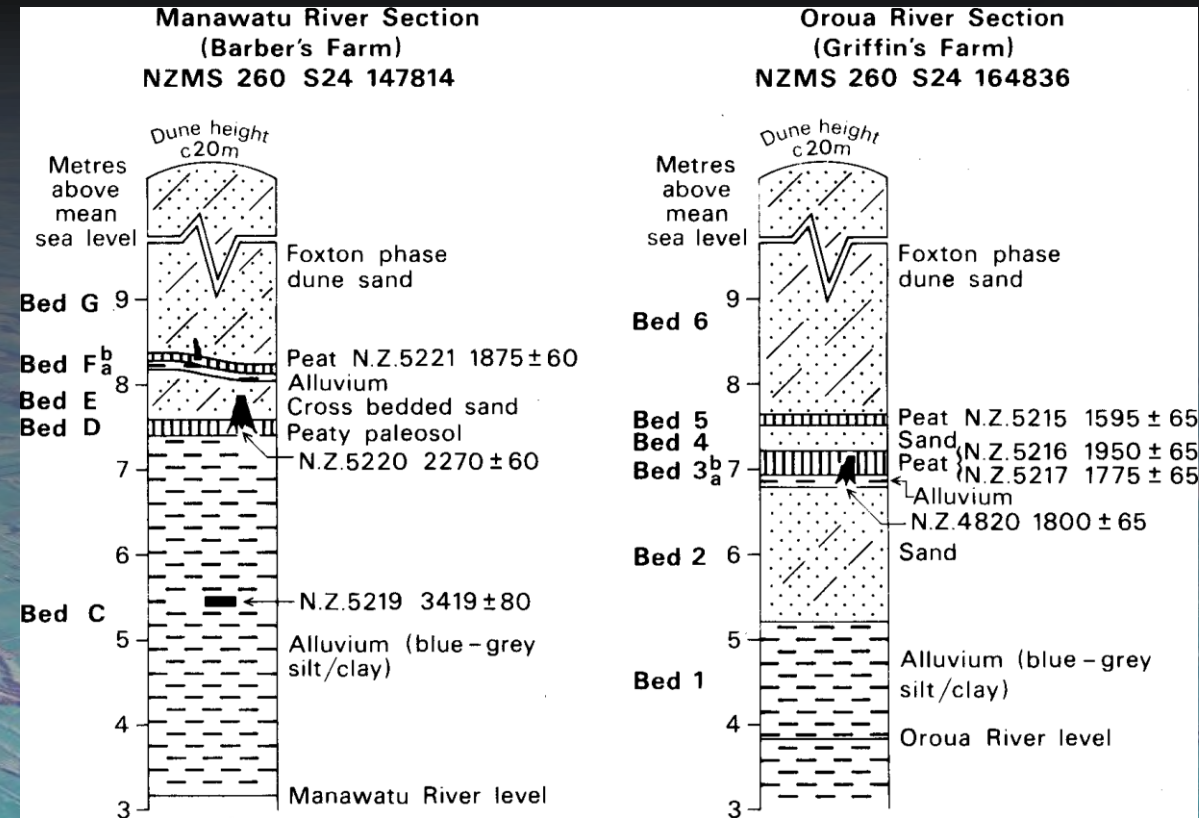 Manawatu River Section
(Barber's Farm)
NZMS 260 S24 147814
Dune height
c20m
Metres
above
mean
sea level
Foxton phase
dune sand
Bed G
9
Bed F b a
Peat N.Z.5221 1875 ± 60
8
Alluvium
Bed E
Cross bedded sand
Bed D
Peaty paleosol
7
N.Z.5220 2270 ± 60
6
N.Z.5219 3419 ± 80
Bed C
5
Alluvium (blue-grey
silt/clay)
4
Manawatu River level
3
Oroua River Section
(Griffin's Farm)
NZMS 260 S24 164836
Dune height
c20m
Metres
above
mean
sea level
Foxton phase
dune sand
9
Bed 6
8
Bed 5
Peat N.Z.5215 1595 ± 65
Bed 4
Sand
N.Z.5216 1950 ± 65
Bed 3 b a
7
Peat
N.Z.5217 1775 ± 65
Alluvium
N.Z.4820 1800 ± 65
Bed 2
6
Sand
5
Alluvium (blue-grey
silt/clay)
Bed 1
4
Oroua River level
3